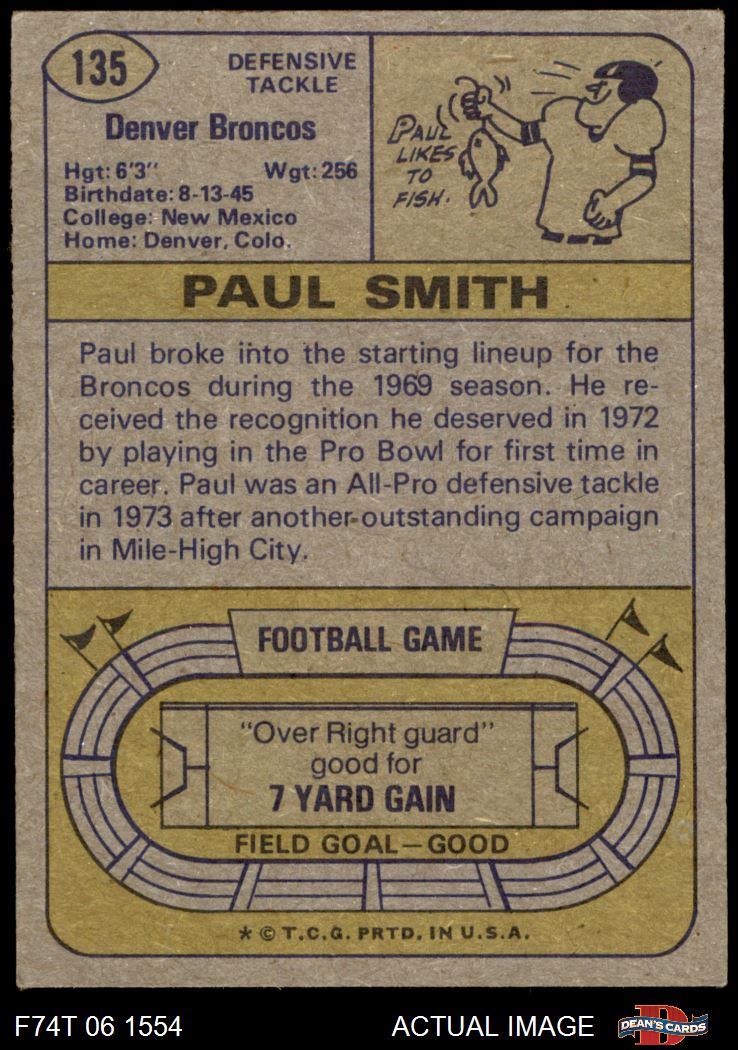 135
DEFENSIVE
TACKLE
Denver Broncos
Hgt: 6'3" Wgt: 256
Birthdate: 8-13-45
College: New Mexico
Home: Denver, Colo.
PAUL
LIKES
TO
FISH.
PAUL SMITH
Paul broke into the starting lineup for the
Broncos during the 1969 season. He re-
ceived the recognition he deserved in 1972
by playing in the Pro Bowl for first time in
career. Paul was an All-Pro defensive tackle
in 1973 after another outstanding campaign
in Mile-High City.
FOOTBALL GAME
"Over Right guard"
good for
7 YARD GAIN
FIELD GOAL—GOOD
* © T.C.G. PRTD. IN U.S.A.
F74T 06 1554 ACTUAL IMAGE
D
DEAN'S CARDS